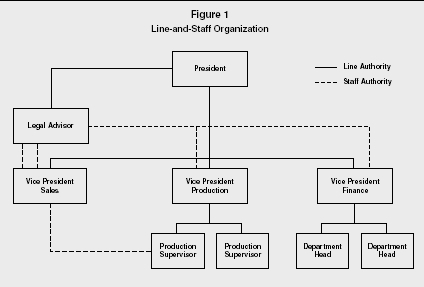 Figure 1
Line-and-Staff Organization
President
Line Authority
Staff Authority
Legal Advisor
Vice President
Sales
Vice President
Production
Vice President
Finance
Production
Supervisor
Production
Supervisor
Department
Head
Department
Head